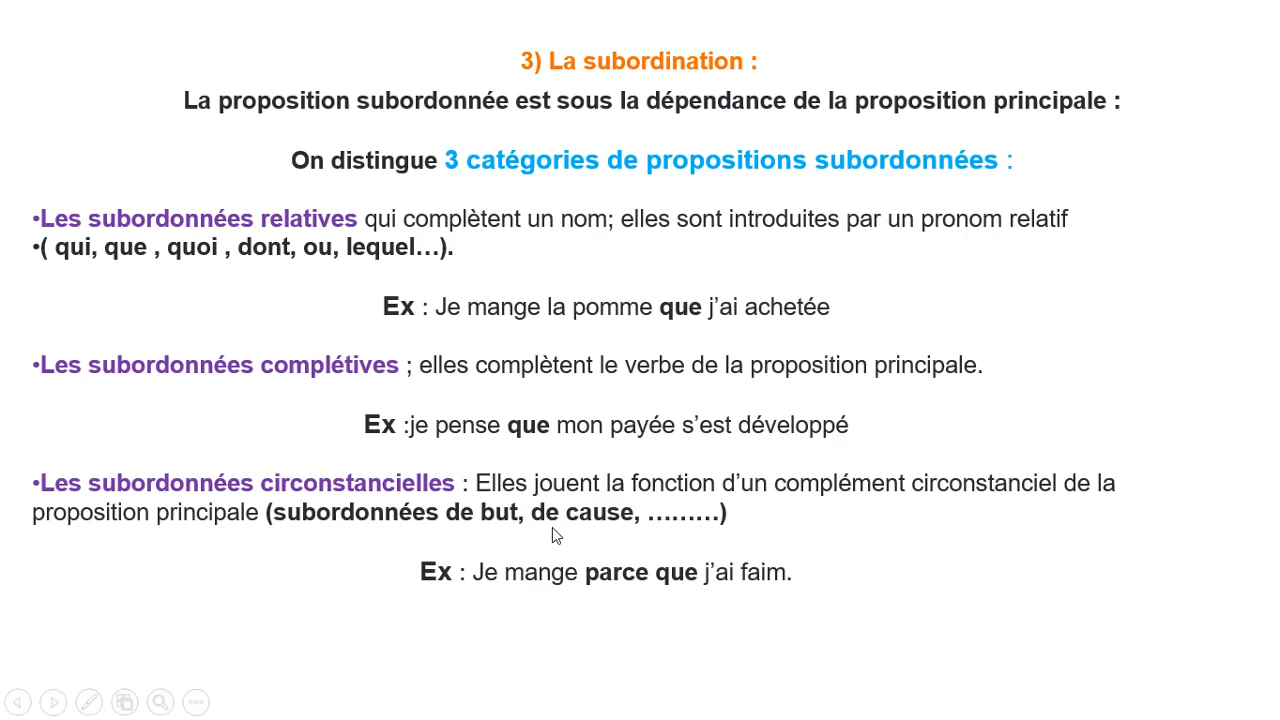 3) La subordination :
La proposition subordonnée est sous la dépendance de la proposition principale :
On distingue 3 catégories de propositions subordonnées :
•Les subordonnées relatives qui complètent un nom; elles sont introduites par un pronom relatif
•( qui, que , quoi , dont, ou, lequel…).
Ex : Je mange la pomme que j’ai achetée
•Les subordonnées complétives ; elles complètent le verbe de la proposition principale.
Ex :je pense que mon payée s’est développé
•Les subordonnées circonstancielles : Elles jouent la fonction d’un complément circonstanciel de la
proposition principale (subordonnées de but, de cause, ………)
Ex : Je mange parce que j’ai faim.